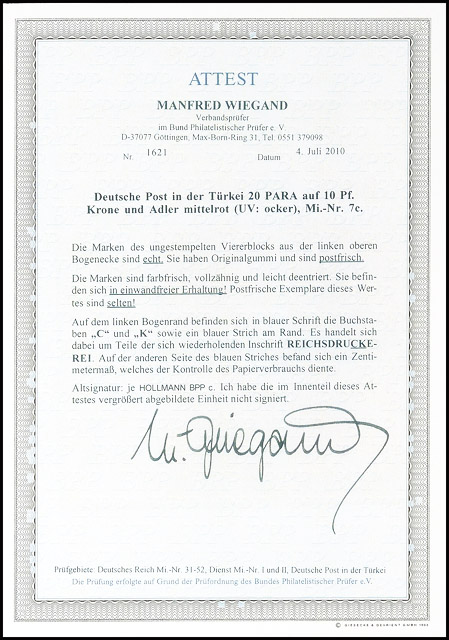 ATTEST
MANFRED WIEGAND
Verbandsprüfer
im Bund Philatelistischer Prüfer e. V
D-37077 Göttingen, Max-Born-Ring 31, Tel. 0551 379098
Nr. 1621 Datum 4. Juli 2010
Deutsche Post in der Türkei 20 PARA auf 10 Pf.
Krone und Adler mittelrot (UV: ocker), Mi.-Nr. 7c.
Die Marken des ungestempelten Viererblocks aus der linken oberen
Bogenecke sind echt. Sie haben Originalgummi und sind postfrisch.
Die Marken sind farbfrisch, vollzähnig und leicht dezentriert. Sie befin-
den sich in einwandfreier Erhaltung! Postfrische Exemplare dieses Wer-
tes sind selten!
Auf dem linken Bogenrand befinden sich in blauer Schrift die Buchsta-
ben „C“ und „K“ sowie ein blauer Strich am Rand. Es handelt sich
dabei um Teile der sich wiederholenden Inschrift REICHSDRUCKE-
REI. Auf der anderen Seite des blauen Striches befand sich ein Zenti-
metermaß, welches der Kontrolle des Papierverbrauchs diente.
Altsignatur: je HOLLMANN BPP c. Ich habe die im Innenteil dieses At-
testes vergrößert abgebildete Einheit nicht signiert.
M. Wiegand
Prüfgebiete: Deutsches Reich Mi.-Nr. 31-52, Dienst Mi.-Nr. I und II, Deutsche Post in der Türkei
Die Prüfung erfolgte auf Grund der Prüfordnung des Bundes Philatelistischer Prüfer e.V.
© GIESECKE & DEVRIENT GMBH